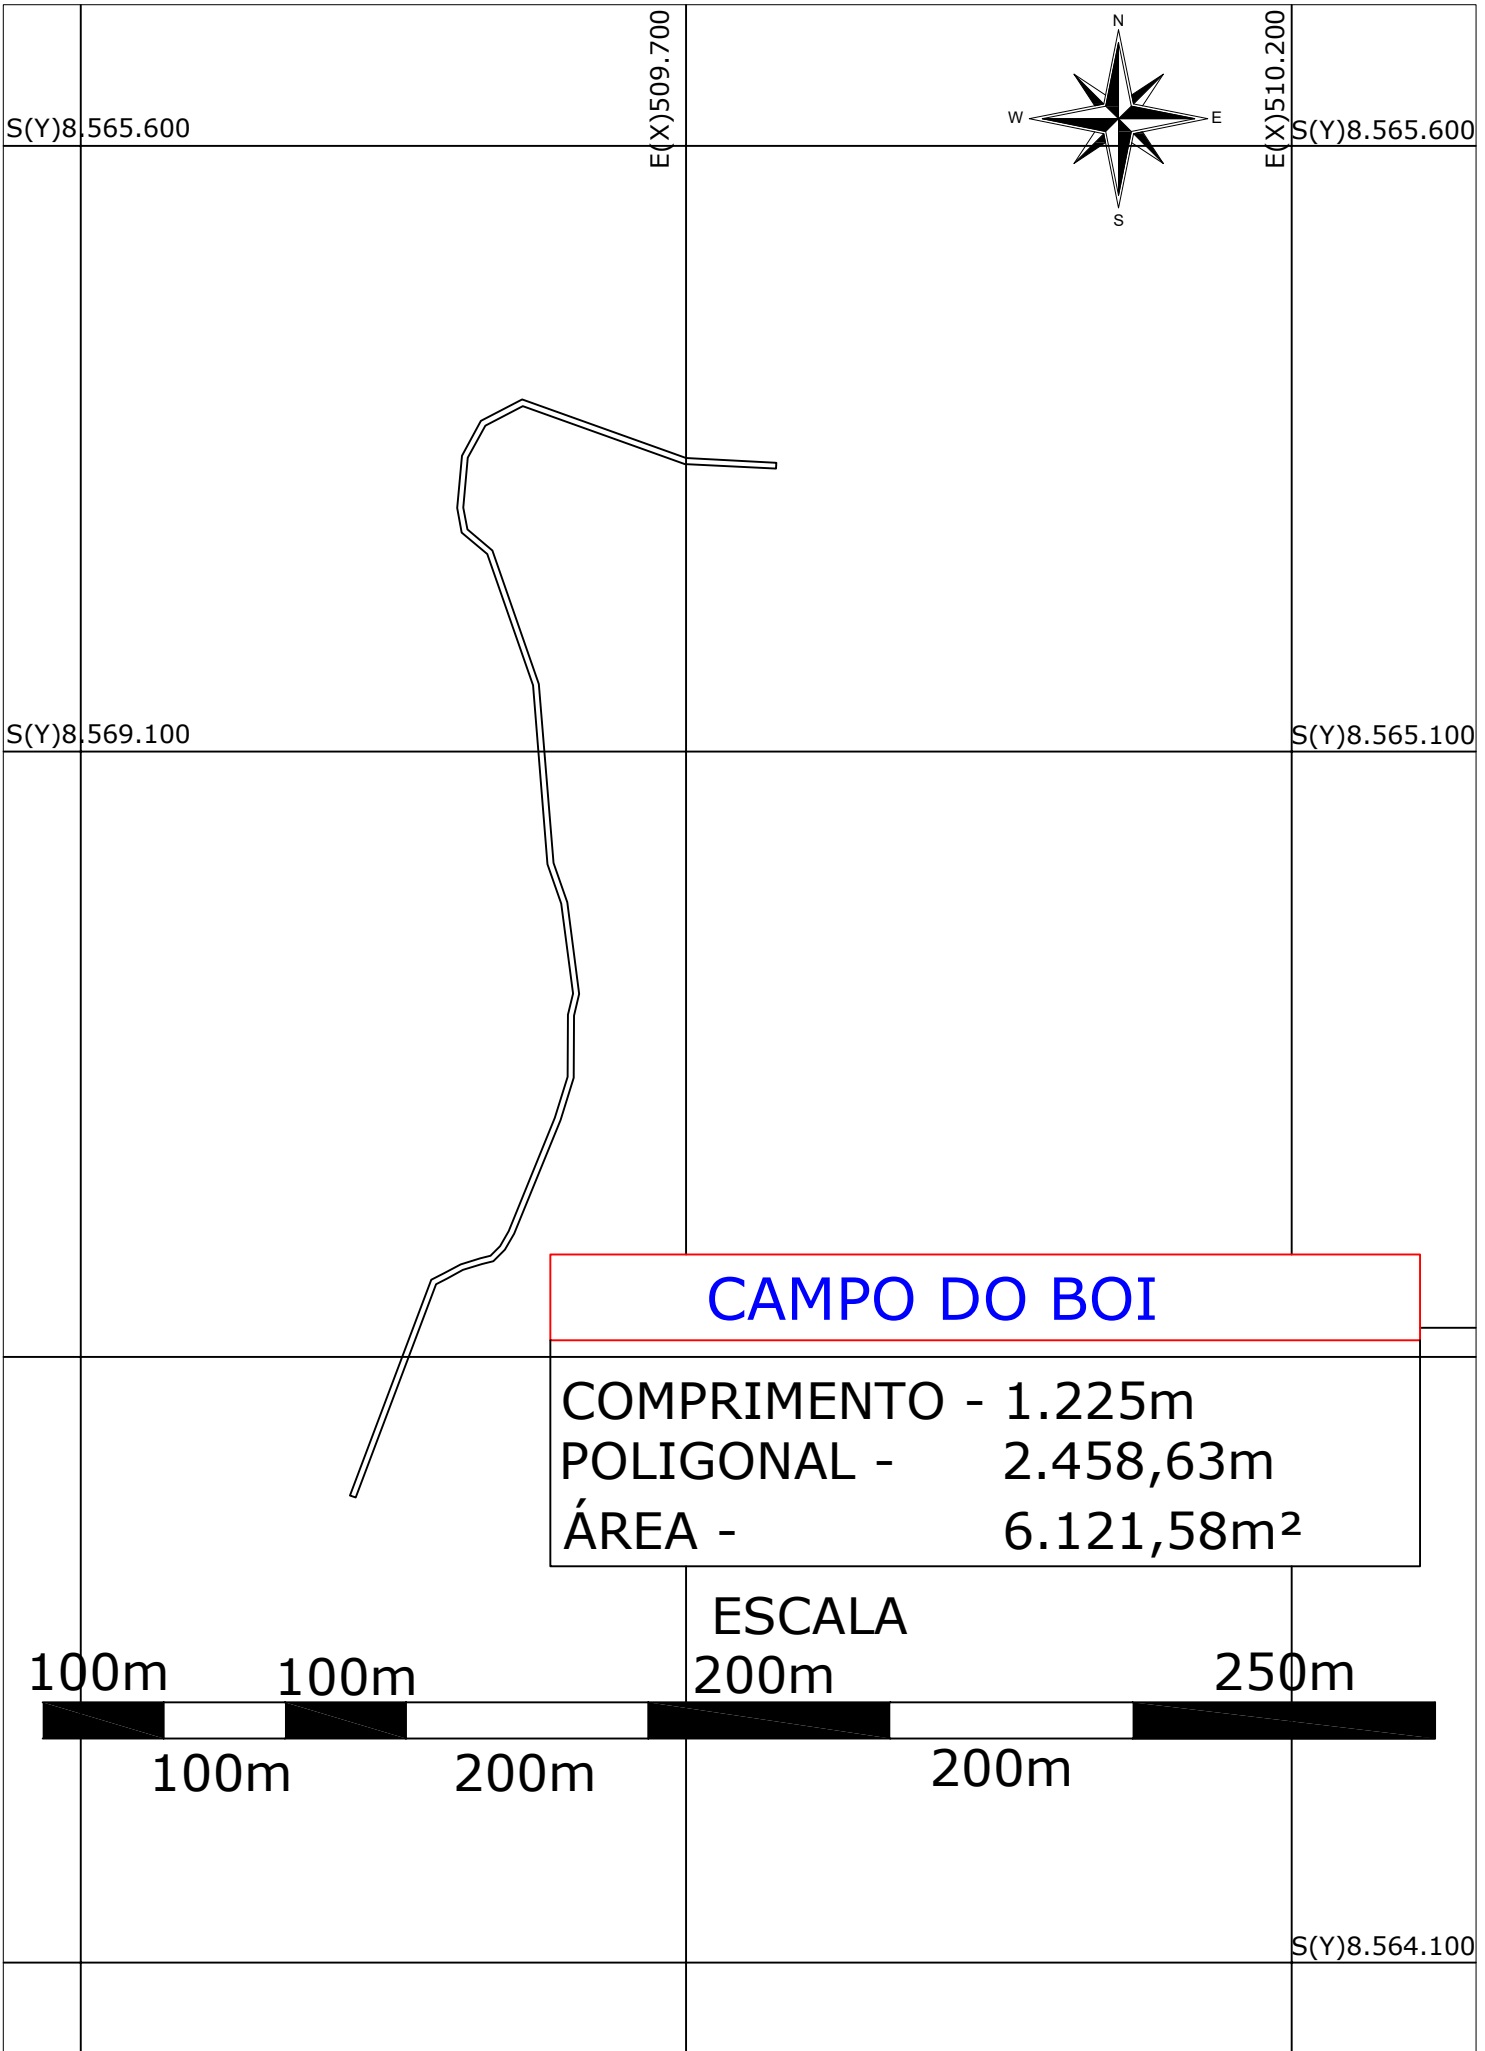 E(X)509.700
E(X)510.200
N
W
E
S
S(Y)8.565.600
S(Y)8.565.600
S(Y)8.569.100
S(Y)8.565.100
CAMPO DO BOI
COMPRIMENTO - 1.225m
POLIGONAL - 2.458,63m
ÁREA - 6.121,58m²
ESCALA
100m
100m
200m
250m
100m
200m
200m
S(Y)8.564.100